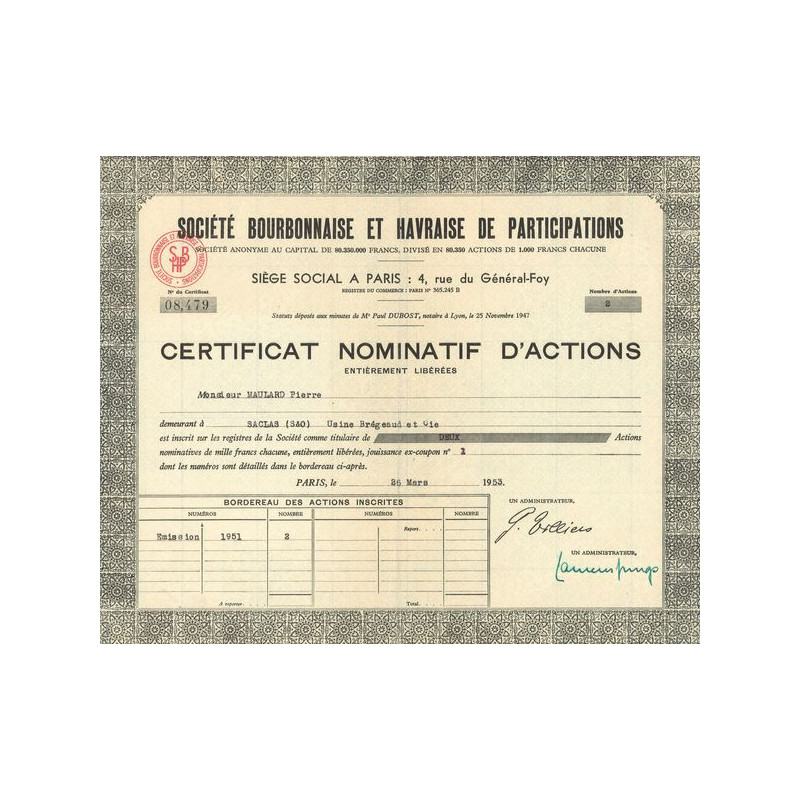 SOCIÉTÉ BOURBONNAISE ET HAVRAISE DE PARTICIPATIONS
SOCIÉTÉ ANONYME AU CAPITAL DE 80.350.000 FRANCS, DIVISÉ EN 80.350 ACTIONS DE 1.000 FRANCS CHACUNE
SIÈGE SOCIAL A PARIS : 4, rue du Général-Foy
REGISTRE DU COMMERCE : PARIS Nº 365.245 B
Nº du Certificat
08,479
Nombre d'Actions
2
Statuts déposés aux minutes de Me Paul DUBOST, notaire à Lyon, le 25 Novembre 1947
CERTIFICAT NOMINATIF D'ACTIONS
ENTIÈREMENT LIBÉRÉES
Monsieur MAULARD Pierre
demeurant à SACLAS (S&O) Usine Brégeaud et Cie
est inscrit sur les registres de la Société comme titulaire de DEUX Actions
nominatives de mille francs chacune, entièrement libérées, jouissance ex-coupon nº 1
dont les numéros sont détaillés dans le bordereau ci-après.
PARIS, le 26 Mars 1953.
BORDEREAU DES ACTIONS INSCRITES
NUMÉROS NOMBRE NUMÉROS NOMBRE
Report. . . .
Emission 1951 2
A reporter. . . .
Total. . . .
UN ADMINISTRATEUR,
UN ADMINISTRATEUR,